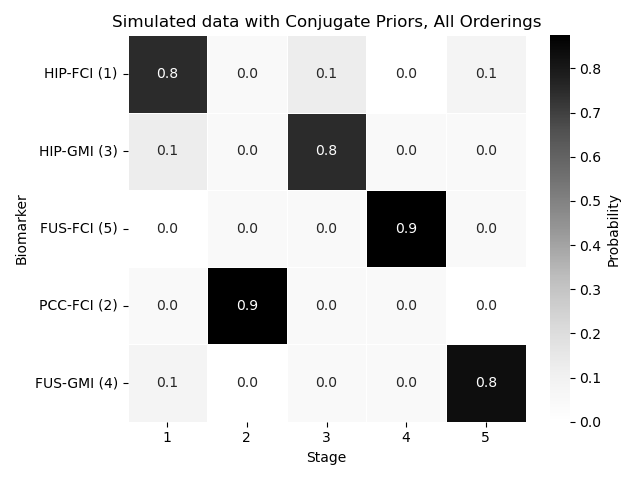 Simulated data with Conjugate Priors, All Orderings
HIP-FCI (1) 0.8 0.0 0.1 0.0 0.1
HIP-GMI (3) 0.1 0.0 0.8 0.0 0.0
FUS-FCI (5) 0.0 0.0 0.0 0.9 0.0
PCC-FCI (2) 0.0 0.9 0.0 0.0 0.0
FUS-GMI (4) 0.1 0.0 0.0 0.0 0.8
1 2 3 4 5
Stage
Biomarker
0.8
0.7
0.6
0.5
0.4
0.3
0.2
0.1
0.0
Probability